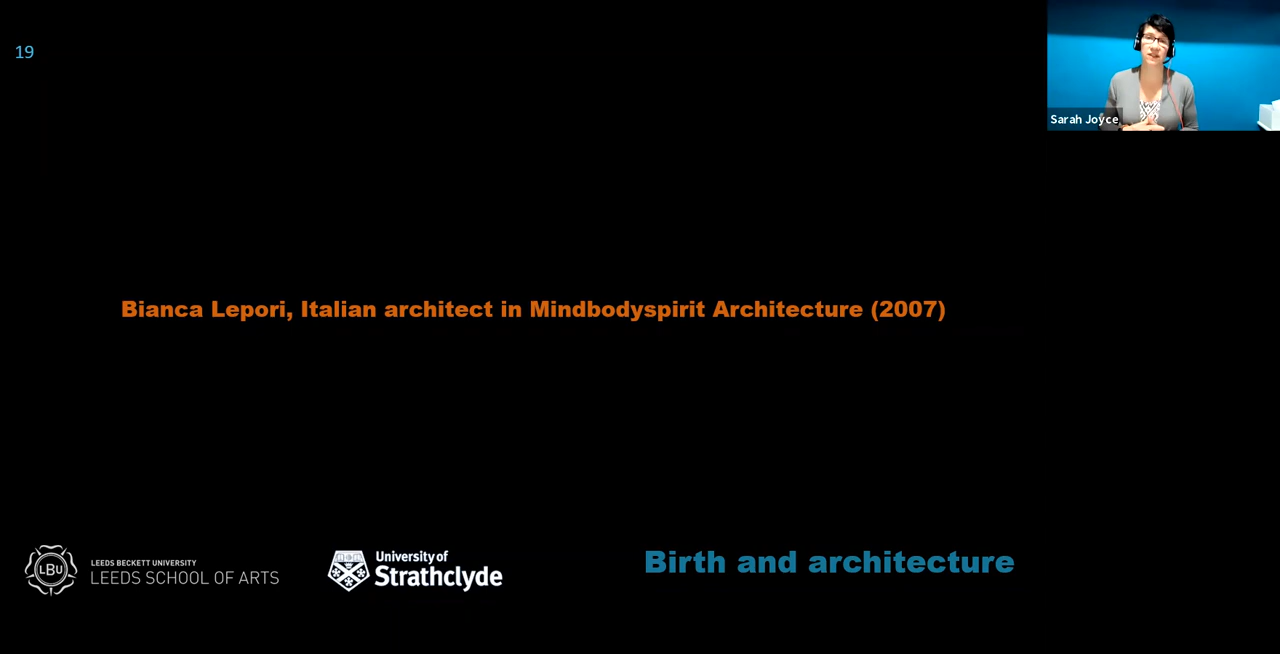 19
Sarah Joyce
Bianca Lepori, Italian architect in Mindbodyspirit Architecture (2007)
LBU
LEEDS BECKETT UNIVERSITY
LEEDS SCHOOL OF ARTS
University of
Strathclyde
Birth and architecture